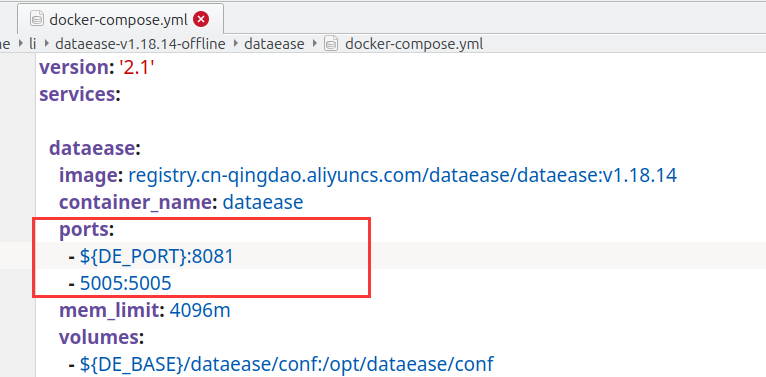 docker-compose.yml
ne li dataease-v1.18.14-offline dataease docker-compose.yml
version: '2.1'
services:
dataease:
image: registry.cn-qingdao.aliyuncs.com/dataease/dataease:v1.18.14
container_name: dataease
ports:
- ${DE_PORT}:8081
- 5005:5005
mem_limit: 4096m
volumes:
- ${DE_BASE}/dataease/conf:/opt/dataease/conf